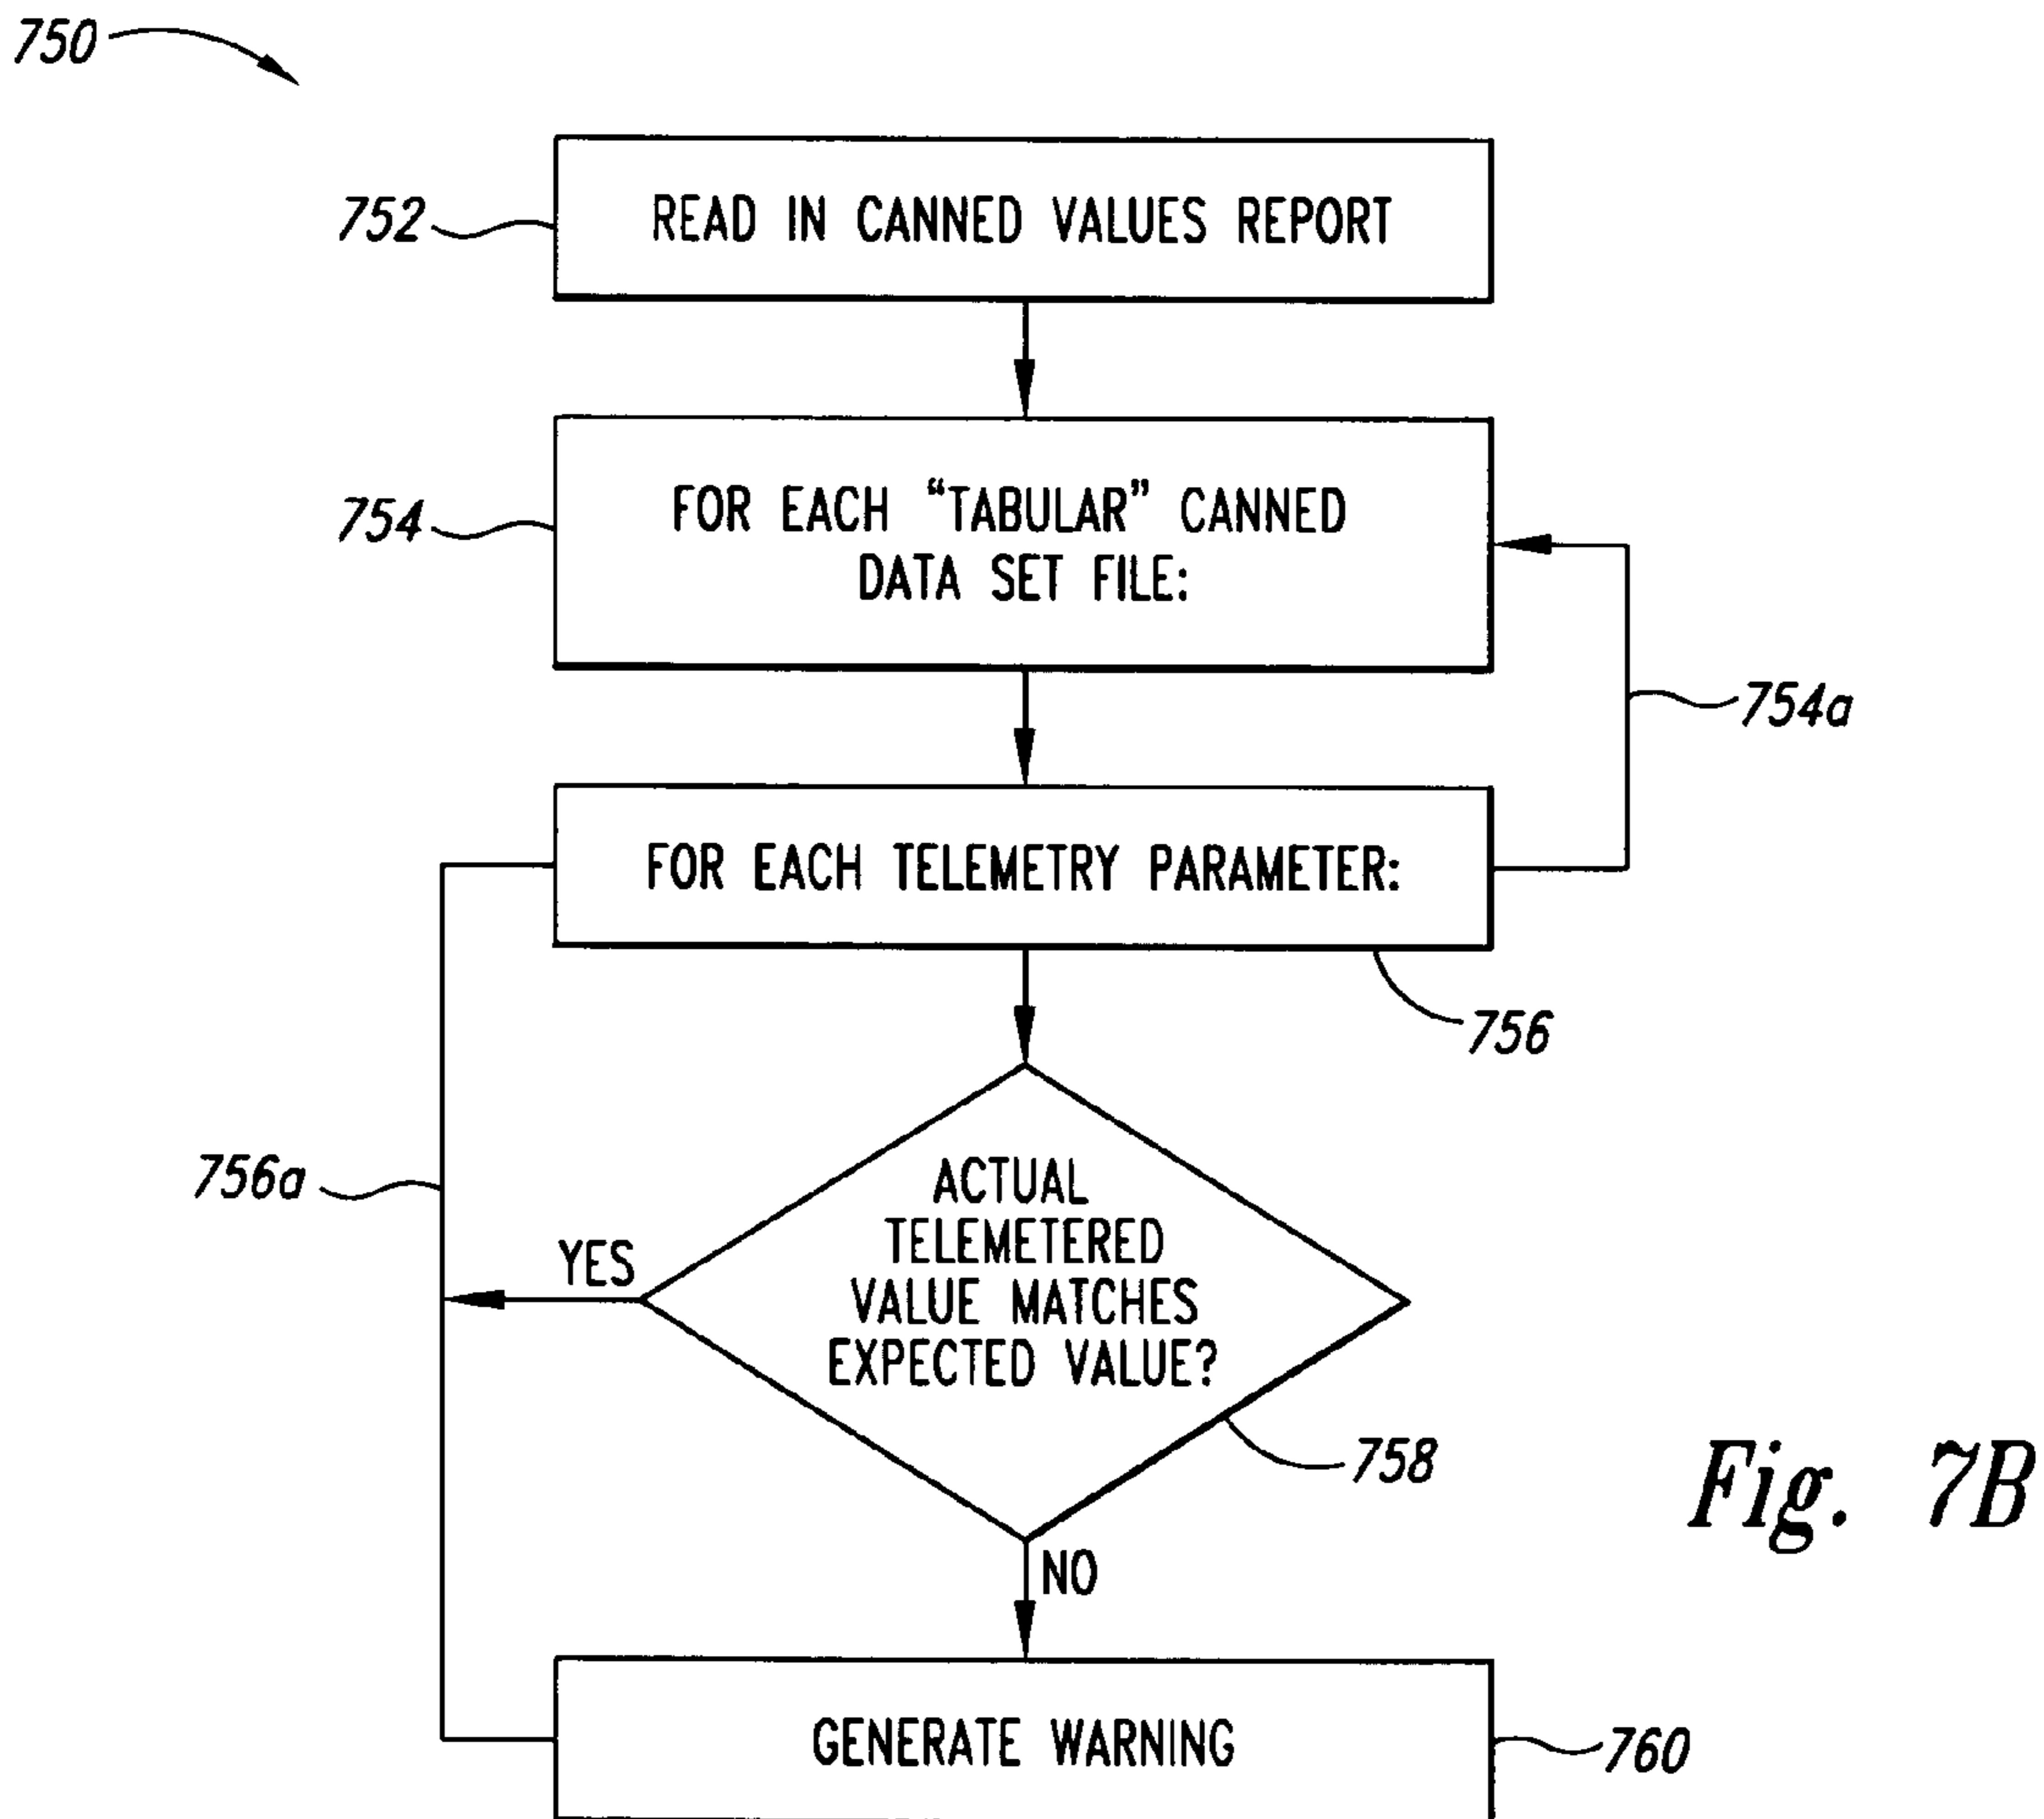 750
752
READ IN CANNED VALUES REPORT
754
FOR EACH “TABULAR” CANNED
DATA SET FILE:
754a
FOR EACH TELEMETRY PARAMETER:
756
756a
YES
ACTUAL
TELEMETERED
VALUE MATCHES
EXPECTED VALUE?
758
NO
Fig. 7B
GENERATE WARNING
760